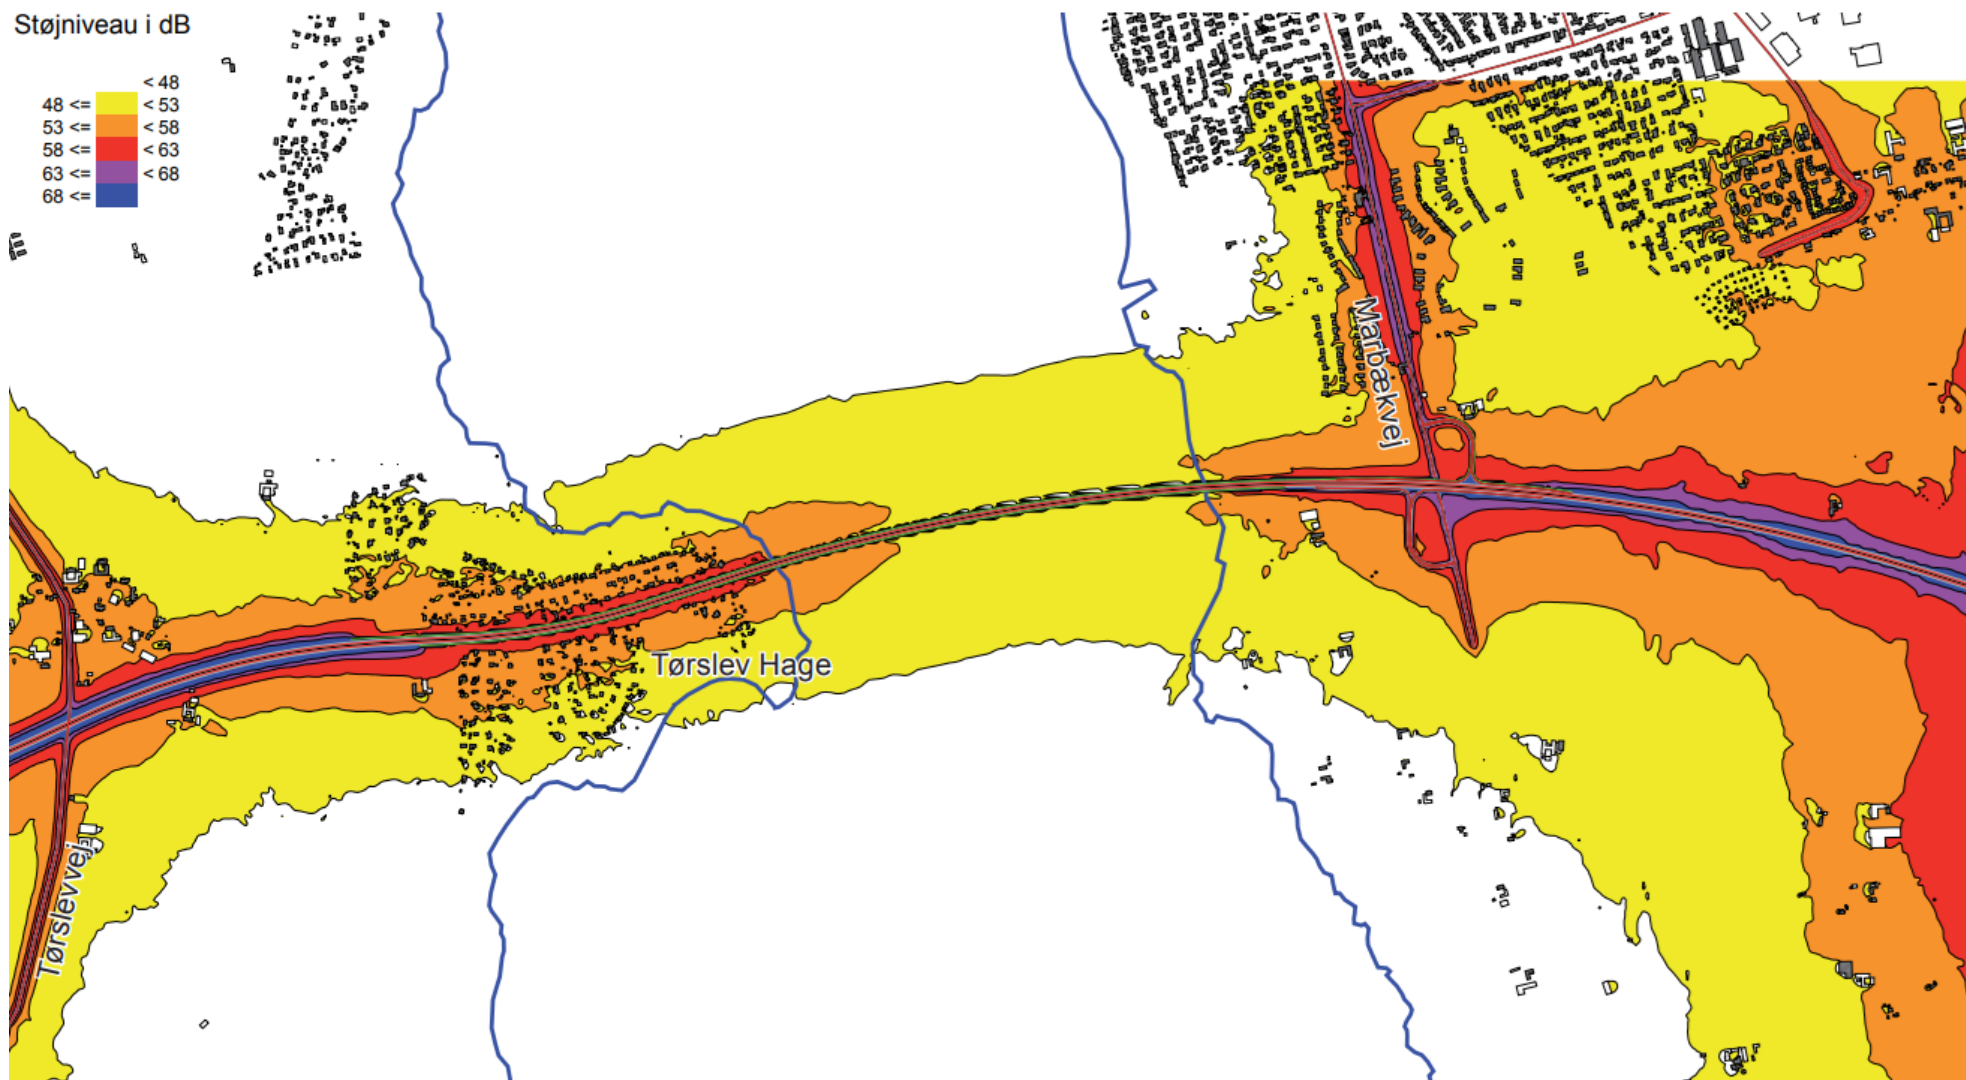 Støjniveau i dB
< 48
48 <= < 53
53 <= < 58
58 <= < 63
63 <= < 68
68 <=
Marbækvej
Tørslev Hage
Tørslevvej